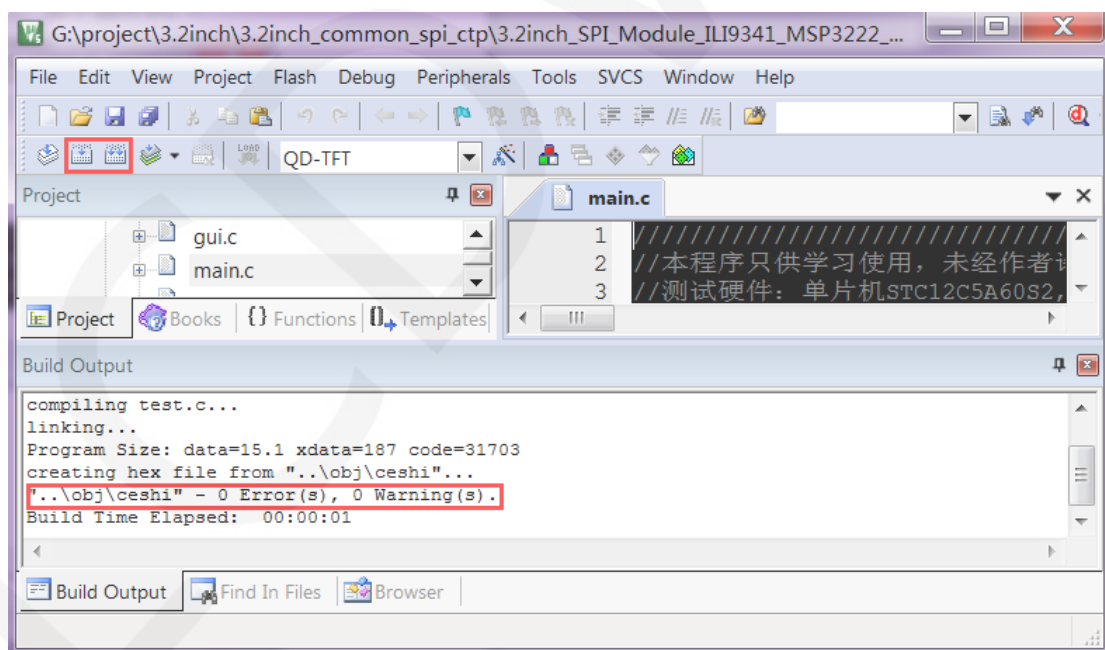 G:\project\3.2inch\3.2inch_common_spi_ctp\3.2inch_SPI_Module_ILI9341_MSP3222_...
File Edit View Project Flash Debug Peripherals Tools SVCS Window Help
LOAD QD-TFT
Project
main.c
gui.c
main.c
1 ////////////////////////////////
2 //本程序只供学习使用，未经作者
3 //测试硬件：单片机STC12C5A60S2,
Project Books {} Functions Templates
Build Output
compiling test.c...
linking...
Program Size: data=15.1 xdata=187 code=31703
creating hex file from "..\obj\ceshi"...
"..\obj\ceshi" - 0 Error(s), 0 Warning(s).
Build Time Elapsed: 00:00:01
Build Output Find In Files Browser